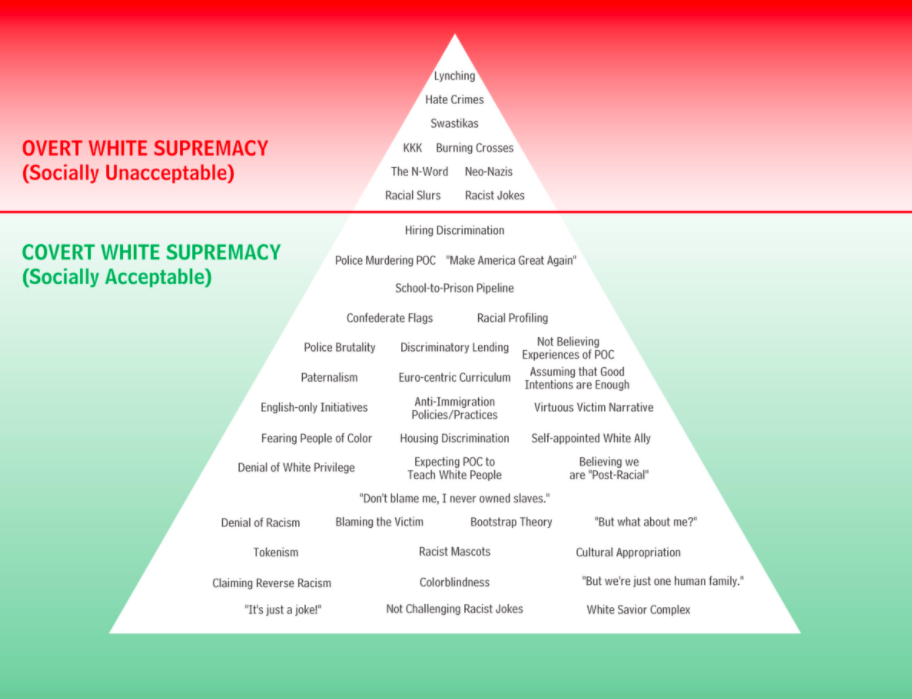 Lynching
Hate Crimes
Swastikas
KKK Burning Crosses
The N-Word Neo-Nazis
Racial Slurs Racist Jokes
OVERT WHITE SUPREMACY
(Socially Unacceptable)
COVERT WHITE SUPREMACY
(Socially Acceptable)
Hiring Discrimination
Police Murdering POC "Make America Great Again"
School-to-Prison Pipeline
Confederate Flags Racial Profiling
Police Brutality Discriminatory Lending Not Believing
Experiences of POC
Paternalism Euro-centric Curriculum Assuming that Good
Intentions are Enough
English-only Initiatives Anti-Immigration
Policies/Practices Virtuous Victim Narrative
Fearing People of Color Housing Discrimination Self-appointed White Ally
Denial of White Privilege Expecting POC to
Teach White People Believing we
are "Post-Racial"
"Don't blame me, I never owned slaves."
Denial of Racism Blaming the Victim Bootstrap Theory "But what about me?"
Tokenism Racist Mascots Cultural Appropriation
Claiming Reverse Racism Colorblindness "But we're just one human family."
"It's just a joke!" Not Challenging Racist Jokes White Savior Complex